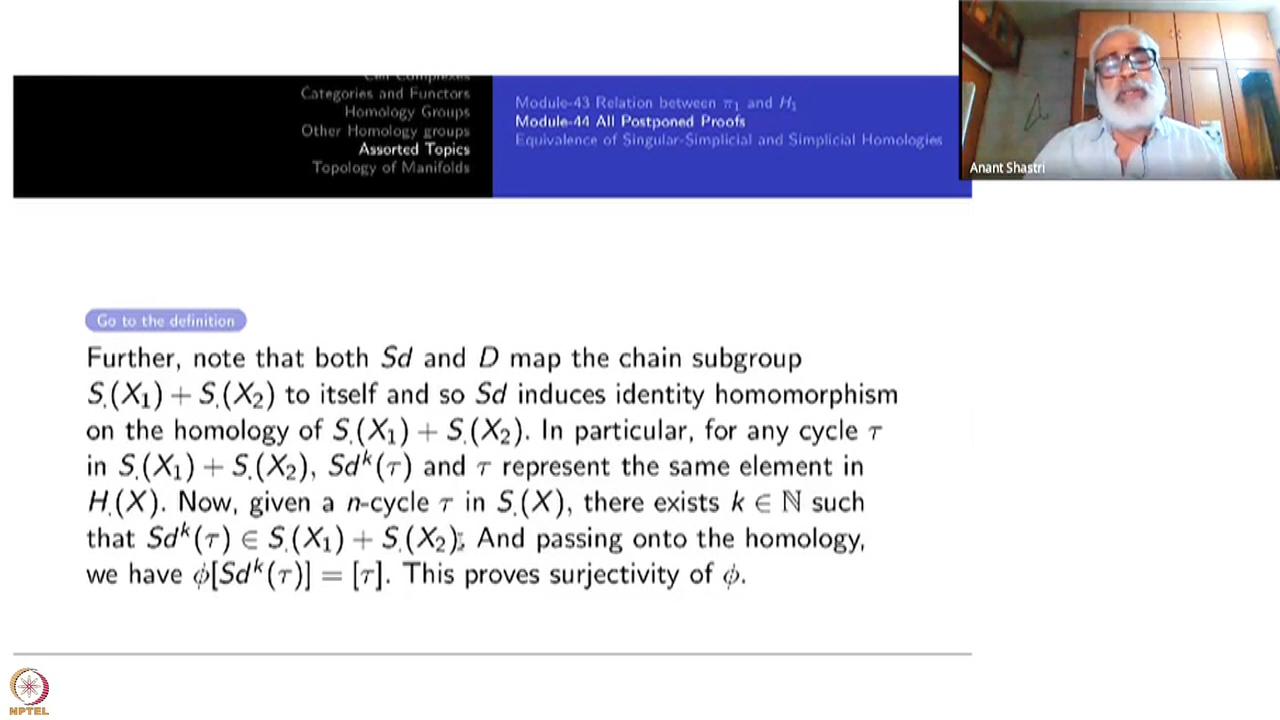 Cell Complexes
Categories and Functors
Homology Groups
Other Homology groups
Assorted Topics
Topology of Manifolds
Module-43 Relation between π₁ and H₁
Module-44 All Postponed Proofs
Equivalence of Singular-Simplicial and Simplicial Homologies
Anant Shastri
Go to the definition
Further, note that both Sd and D map the chain subgroup
S.(X₁) + S.(X₂) to itself and so Sd induces identity homomorphism
on the homology of S.(X₁) + S.(X₂). In particular, for any cycle τ
in S.(X₁) + S.(X₂), Sdᵏ(τ) and τ represent the same element in
H.(X). Now, given a n-cycle τ in S.(X), there exists k ∈ ℕ such
that Sdᵏ(τ) ∈ S.(X₁) + S.(X₂). And passing onto the homology,
we have ϕ[Sdᵏ(τ)] = [τ]. This proves surjectivity of ϕ.
NPTEL